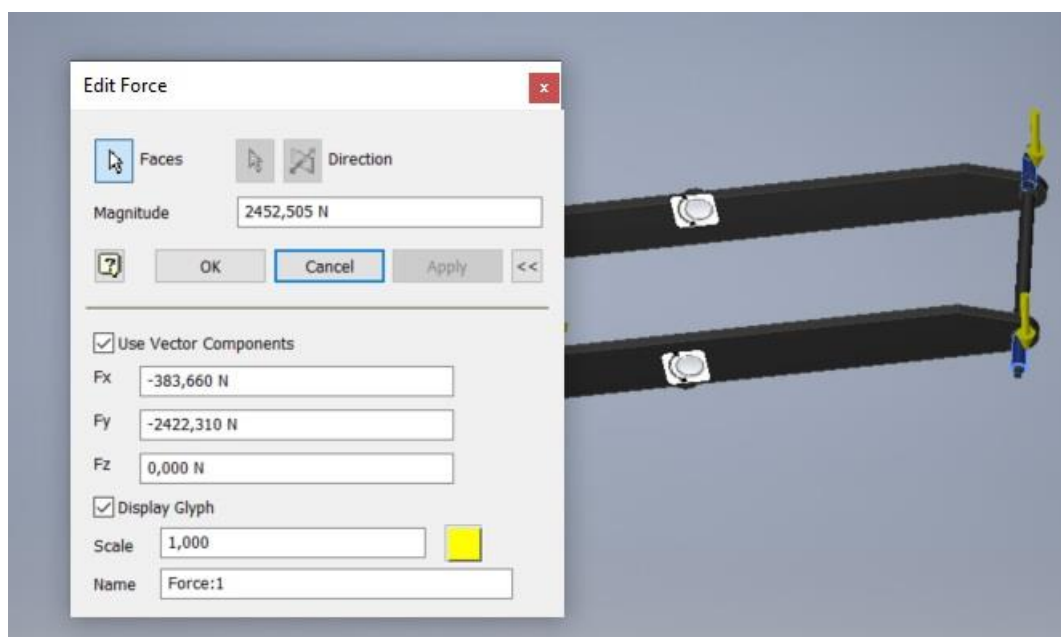 Edit Force
x
Faces
Direction
Magnitude
2452,505 N
?
OK
Cancel
Apply
<<
Use Vector Components
Fx
-383,660 N
Fy
-2422,310 N
Fz
0,000 N
Display Glyph
Scale
1,000
Name
Force:1